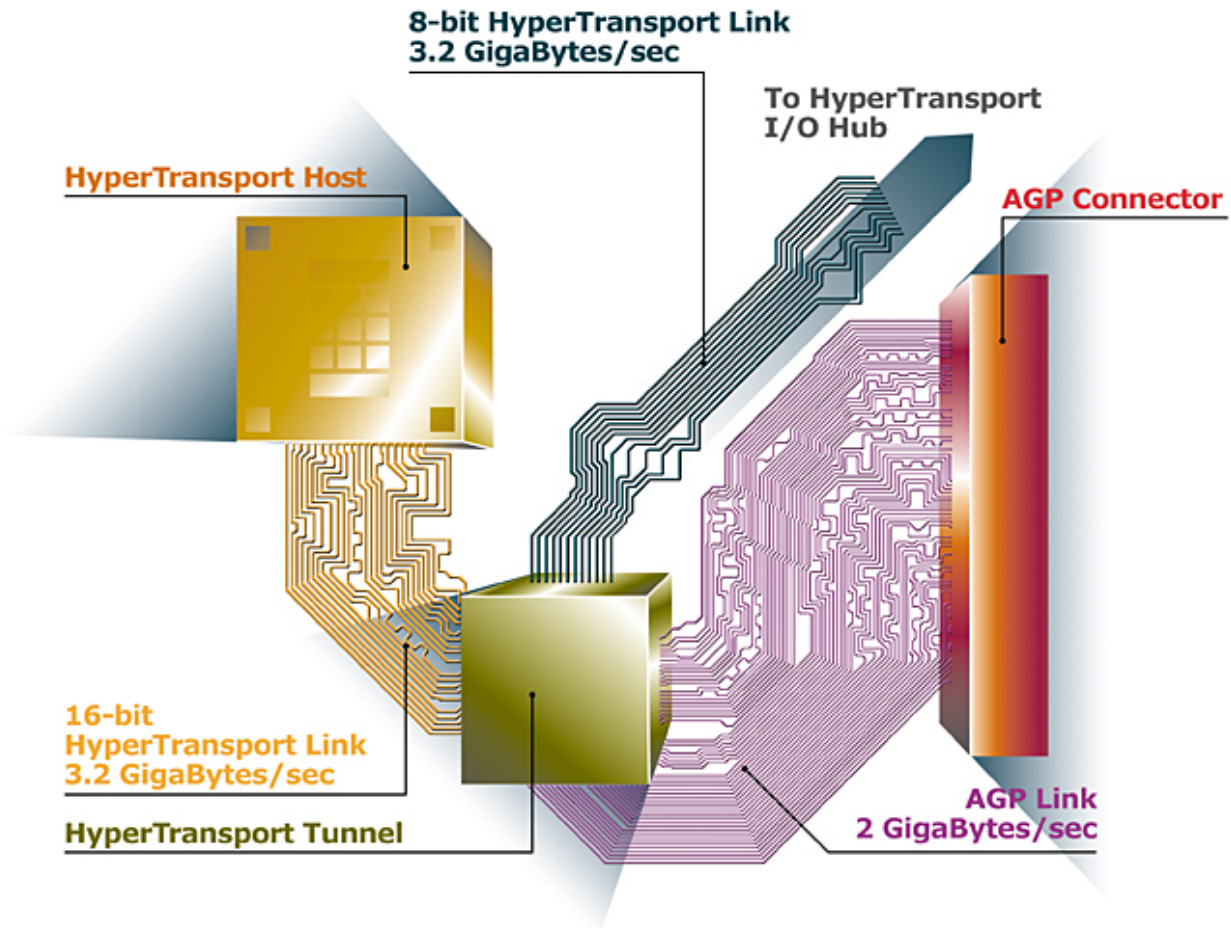 8-bit HyperTransport Link
3.2 GigaBytes/sec
To HyperTransport
I/O Hub
HyperTransport Host
AGP Connector
16-bit
HyperTransport Link
3.2 GigaBytes/sec
AGP Link
2 GigaBytes/sec
HyperTransport Tunnel